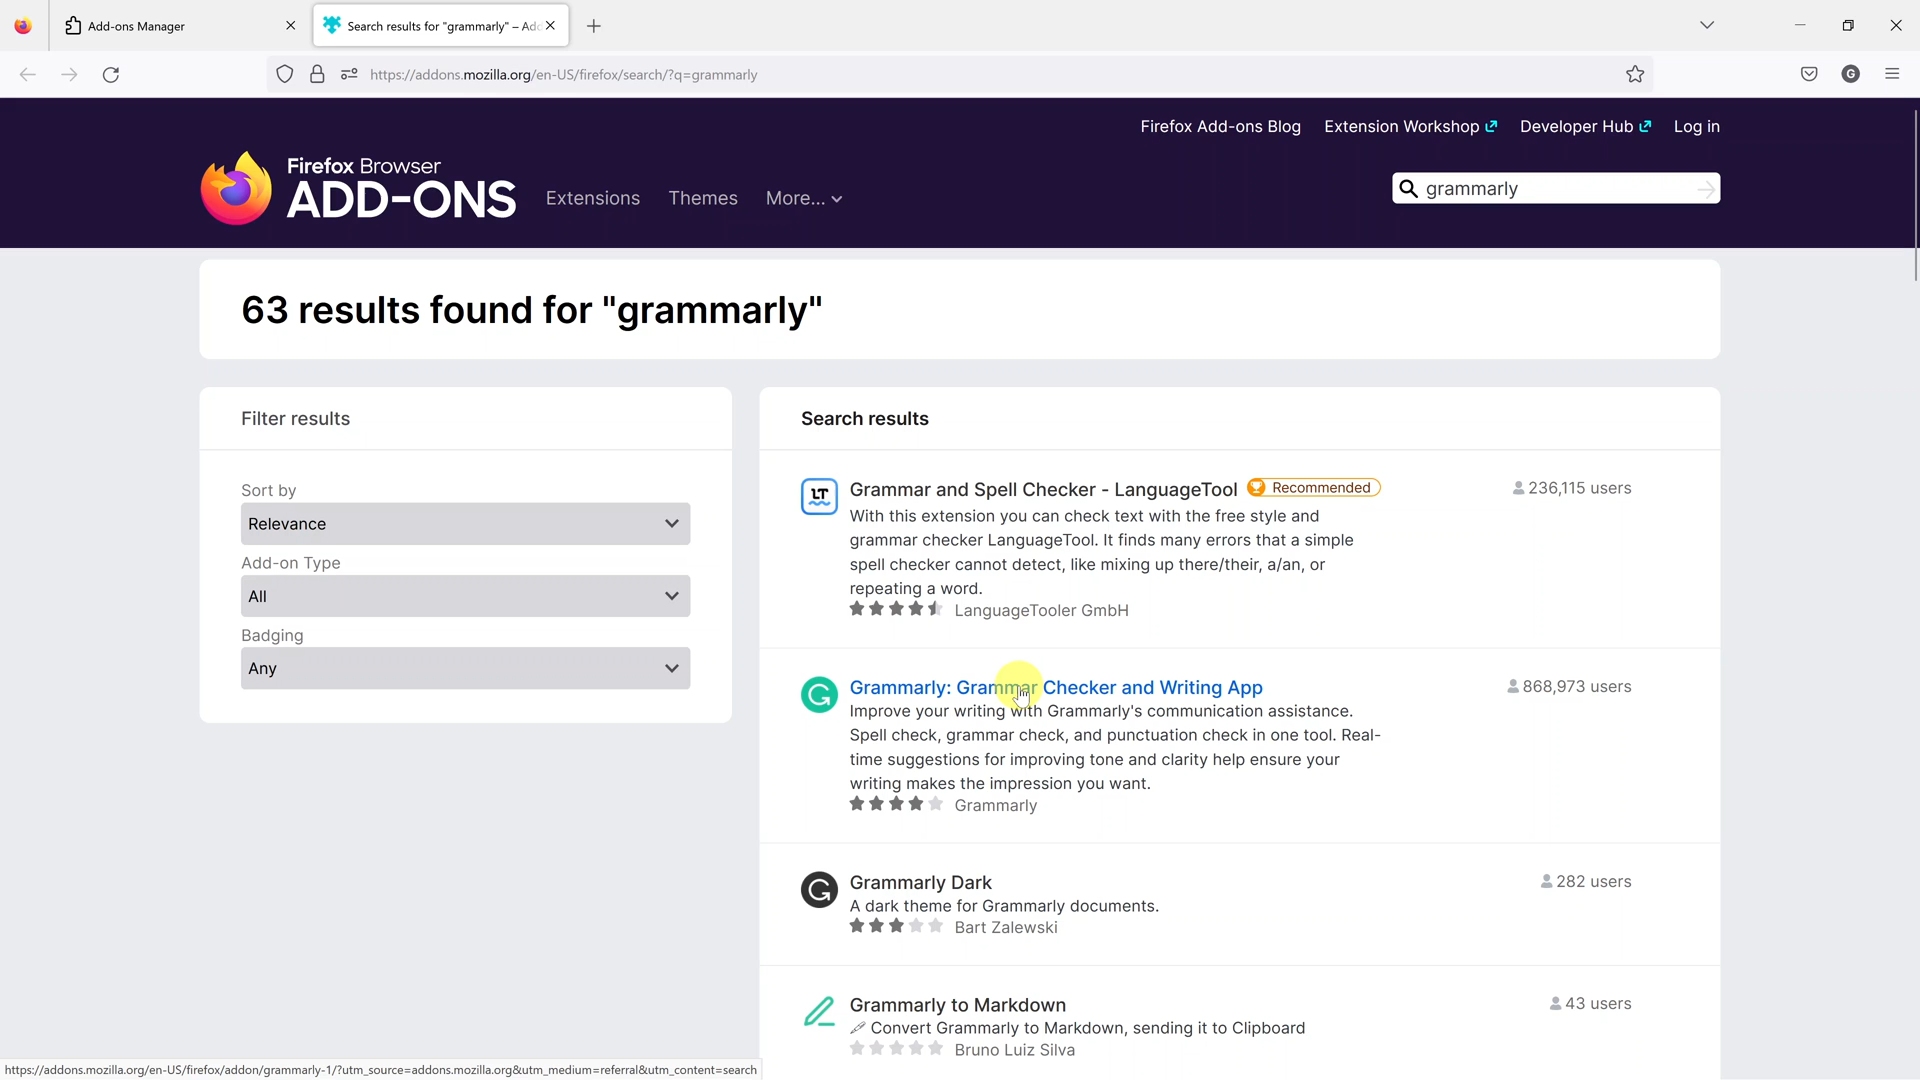 Add-ons Manager
Search results for "grammarly" – Add
https://addons.mozilla.org/en-US/firefox/search/?q=grammarly
G
Firefox Add-ons Blog Extension Workshop Developer Hub Log in
Firefox Browser
ADD-ONS
Extensions Themes More...
grammarly
63 results found for "grammarly"
Filter results
Sort by
Relevance
Add-on Type
All
Badging
Any
Search results
LT
Grammar and Spell Checker - LanguageTool Recommended
236,115 users
With this extension you can check text with the free style and
grammar checker LanguageTool. It finds many errors that a simple
spell checker cannot detect, like mixing up there/their, a/an, or
repeating a word.
LanguageTooler GmbH
Grammarly: Grammar Checker and Writing App
868,973 users
Improve your writing with Grammarly's communication assistance.
Spell check, grammar check, and punctuation check in one tool. Real-
time suggestions for improving tone and clarity help ensure your
writing makes the impression you want.
Grammarly
Grammarly Dark
282 users
A dark theme for Grammarly documents.
Bart Zalewski
Grammarly to Markdown
43 users
Convert Grammarly to Markdown, sending it to Clipboard
Bruno Luiz Silva
https://addons.mozilla.org/en-US/firefox/addon/grammarly-1/?utm_source=addons.mozilla.org&utm_medium=referral&utm_content=search